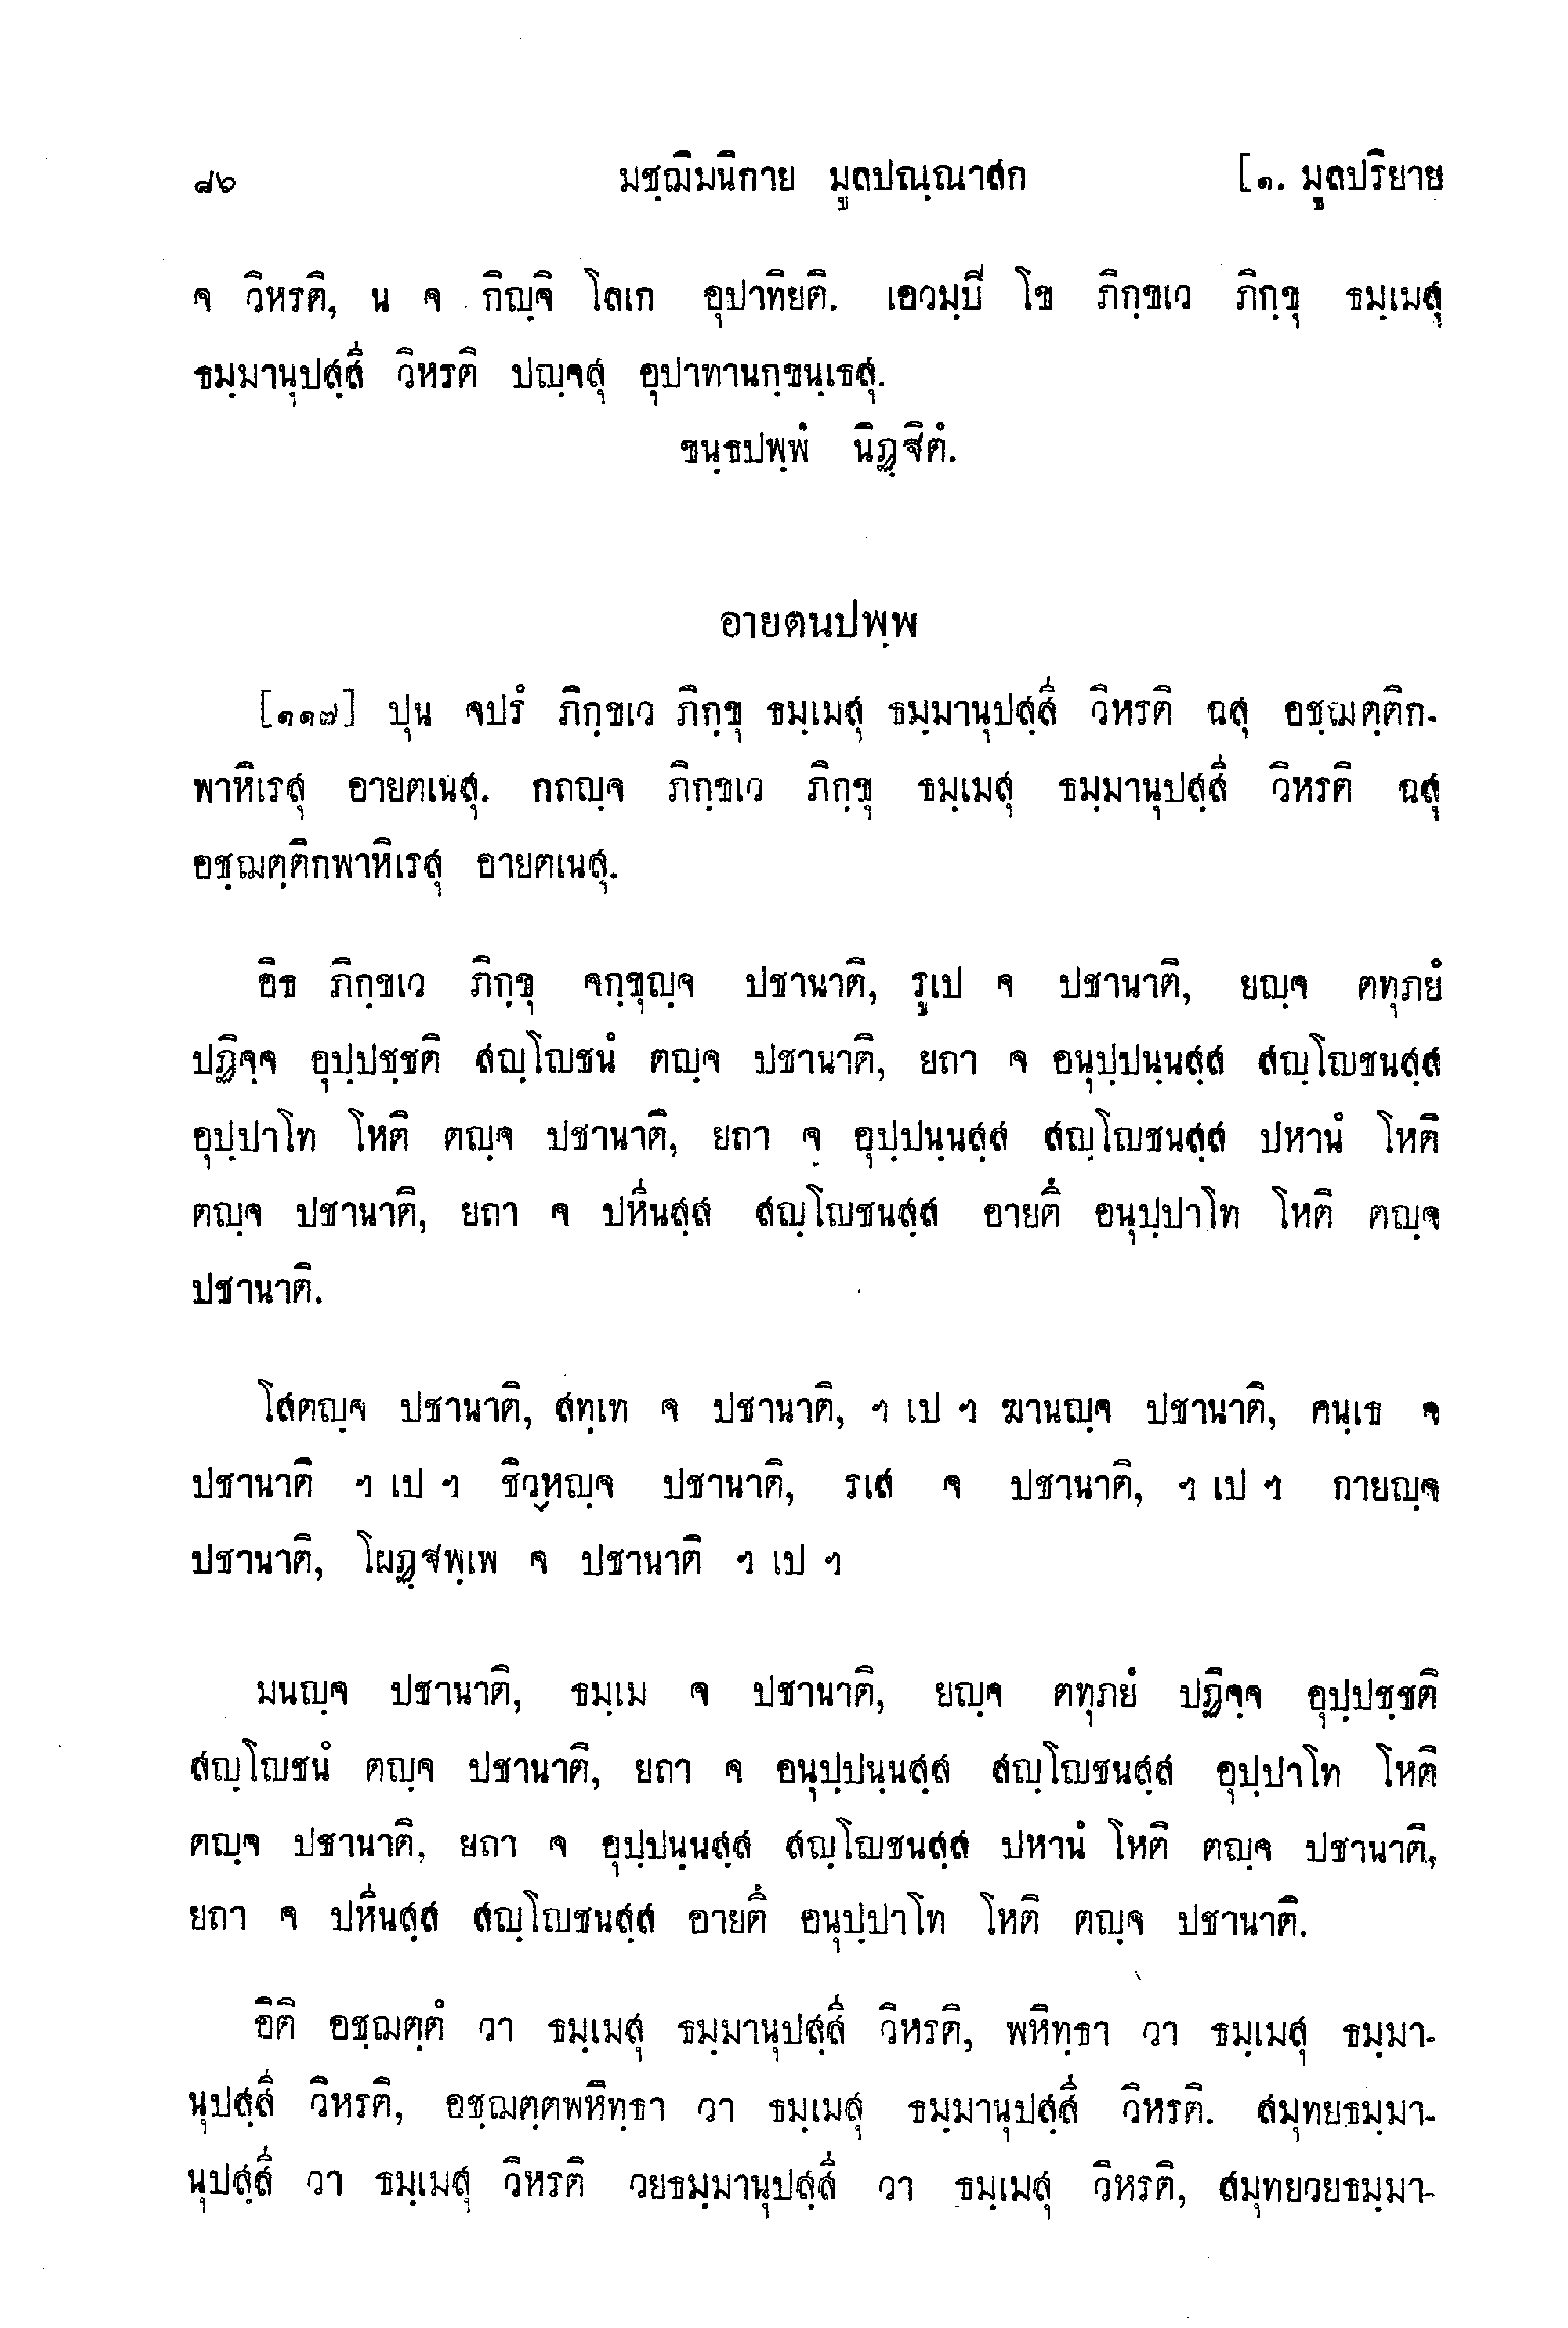 ๘๖ มชฺฌิมนิกาย มูลปณฺณาสก [๑. มูลปริยาย
จ วิหรติ, น จ กิญฺจิ โลเก อุปาทิยติ. เอวมฺปิ โข ภิกฺขเว ภิกฺขุ ธมฺเมสุ
ธมฺมานุปสฺสี วิหรติ ปญฺจสุ อุปาทานกฺขนฺเธสุ.
ขนฺธปพฺพํ นิฏฺฐิตํ.
อายตนปพฺพ
[๑๑๗] ปุน จปรํ ภิกฺขเว ภิกฺขุ ธมฺเมสุ ธมฺมานุปสฺสี วิหรติ ฉสุ อชฺฌตฺติก-
พาหิเรสุ อายตเนสุ. กถญฺจ ภิกฺขเว ภิกฺขุ ธมฺเมสุ ธมฺมานุปสฺสี วิหรติ ฉสุ
อชฺฌตฺติกพาหิเรสุ อายตเนสุ.
อิธ ภิกฺขเว ภิกฺขุ จกฺขุญฺจ ปชานาติ, รูเป จ ปชานาติ, ยญฺจ ตทุภยํ
ปฏิจฺจ อุปฺปชฺชติ สญฺโญชนํ ตญฺจ ปชานาติ, ยถา จ อนุปฺปนฺนสฺส สญฺโญชนสฺส
อุปฺปาโท โหติ ตญฺจ ปชานาติ, ยถา จ อุปฺปนฺนสฺส สญฺโญชนสฺส ปหานํ โหติ
ตญฺจ ปชานาติ, ยถา จ ปหีนสฺส สญฺโญชนสฺส อายตึ อนุปฺปาโท โหติ ตญฺจ
ปชานาติ.
โสตญฺจ ปชานาติ, สทฺเท จ ปชานาติ, ฯ เป ฯ ฆานญฺจ ปชานาติ, คนฺเธ จ
ปชานาติ ฯ เป ฯ ชิวฺหญฺจ ปชานาติ, รเส จ ปชานาติ, ฯ เป ฯ กายญฺจ
ปชานาติ, โผฏฺฐพฺเพ จ ปชานาติ ฯ เป ฯ
มนญฺจ ปชานาติ, ธมฺเม จ ปชานาติ, ยญฺจ ตทุภยํ ปฏิจฺจ อุปฺปชฺชติ
สญฺโญชนํ ตญฺจ ปชานาติ, ยถา จ อนุปฺปนฺนสฺส สญฺโญชนสฺส อุปฺปาโท โหติ
ตญฺจ ปชานาติ, ยถา จ อุปฺปนฺนสฺส สญฺโญชนสฺส ปหานํ โหติ ตญฺจ ปชานาติ,
ยถา จ ปหีนสฺส สญฺโญชนสฺส อายตึ อนุปฺปาโท โหติ ตญฺจ ปชานาติ.
อิติ อชฺฌตฺตํ วา ธมฺเมสุ ธมฺมานุปสฺสี วิหรติ, พหิทฺธา วา ธมฺเมสุ ธมฺมา-
นุปสฺสี วิหรติ, อชฺฌตฺตพหิทฺธา วา ธมฺเมสุ ธมฺมานุปสฺสี วิหรติ. สมุทยธมฺมา-
นุปสฺสี วา ธมฺเมสุ วิหรติ วยธมฺมานุปสฺสี วา ธมฺเมสุ วิหรติ, สมุทยวยธมฺมา-